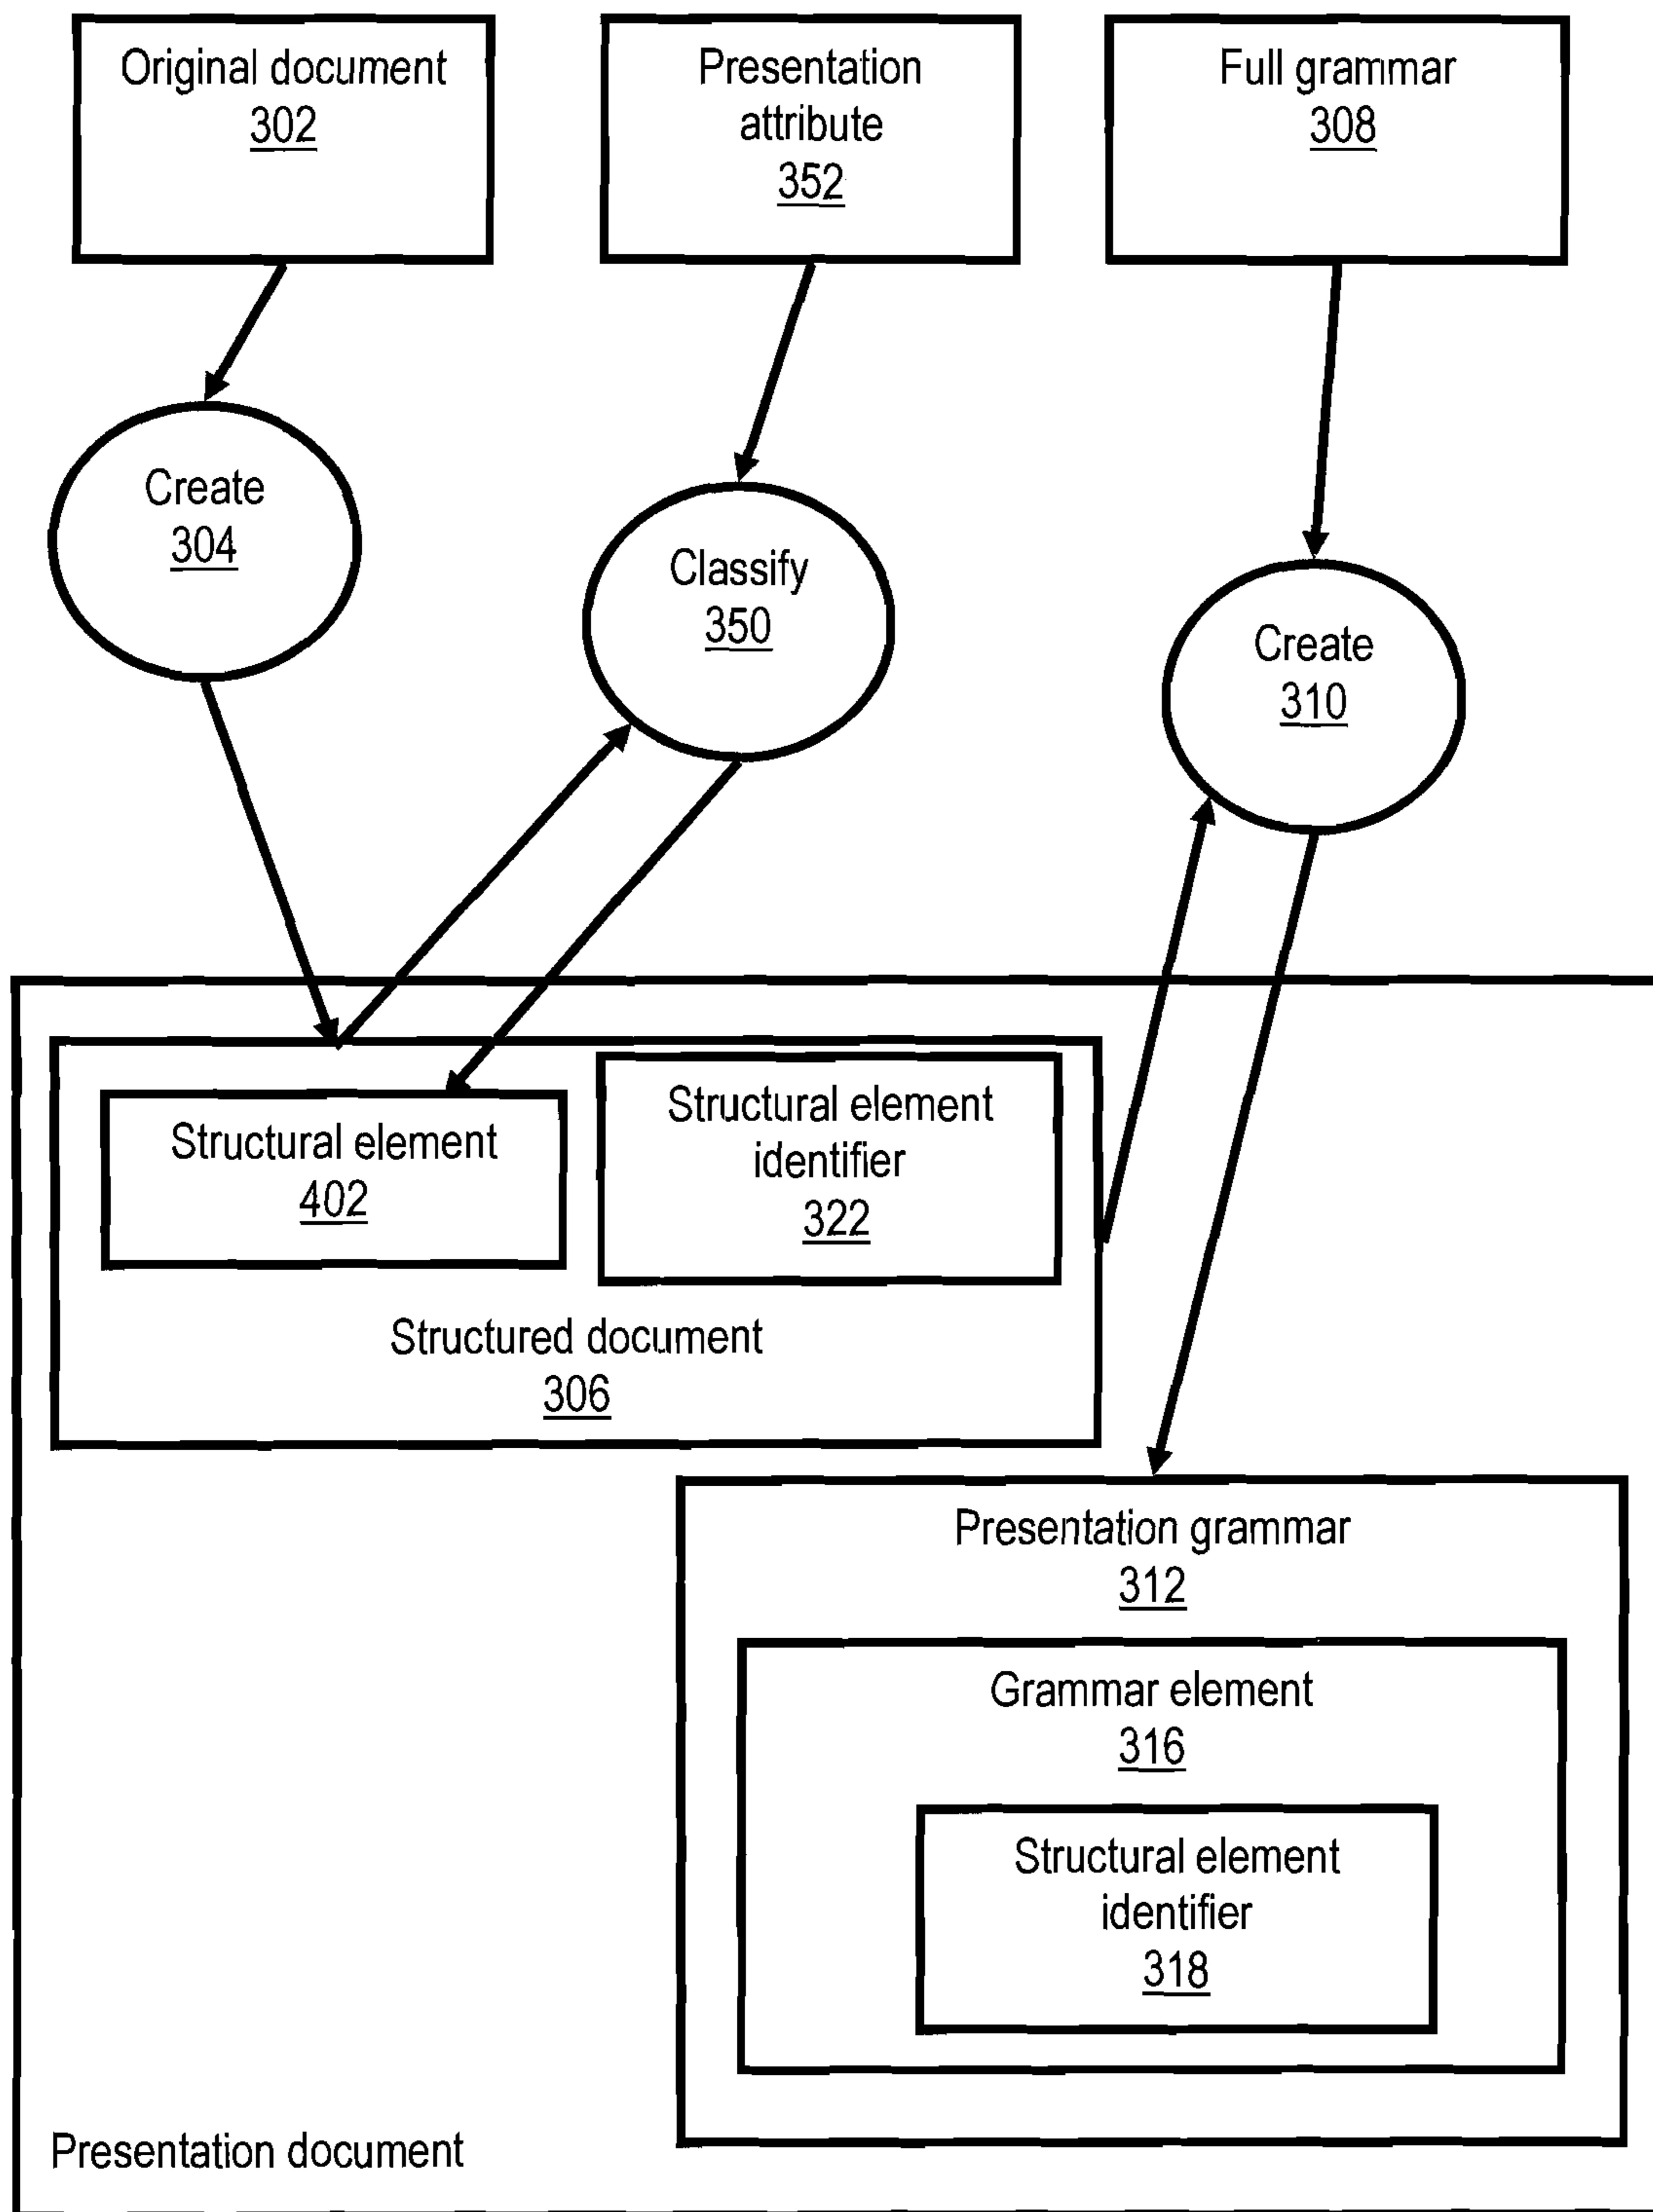 Original document
302
Presentation
attribute
352
Full grammar
308
Create
304
Classify
350
Create
310
Structural element
402
Structural element
identifier
322
Structured document
306
Presentation grammar
312
Grammar element
316
Structural element
identifier
318
Presentation document